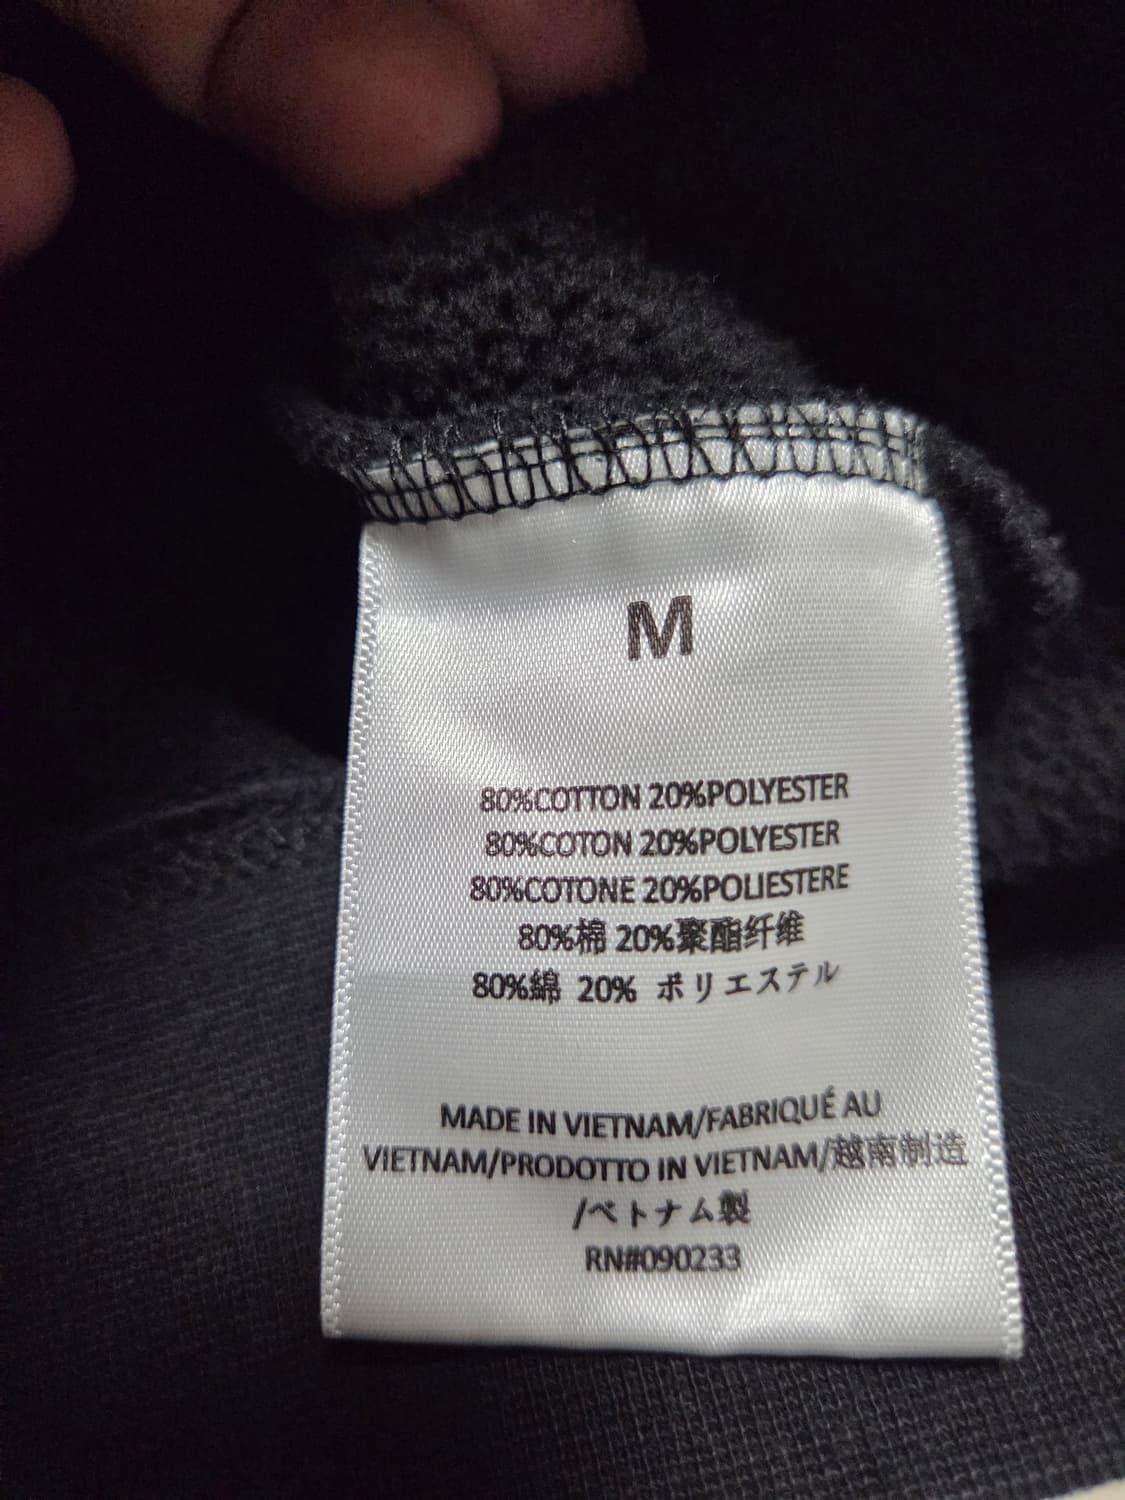 M
80%COTTON 20%POLYESTER
80%COTON 20%POLYESTER
80%COTONE 20%POLIESTERE
80%棉 20%聚酯纤维
80%綿 20% ポリエステル
MADE IN VIETNAM/FABRIQUÉ AU
VIETNAM/PRODOTTO IN VIETNAM/越南制造
/ベトナム製
RN#090233